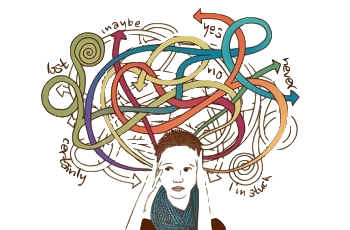 maybe
yes
lost
no
never
certainly
I'm stuck